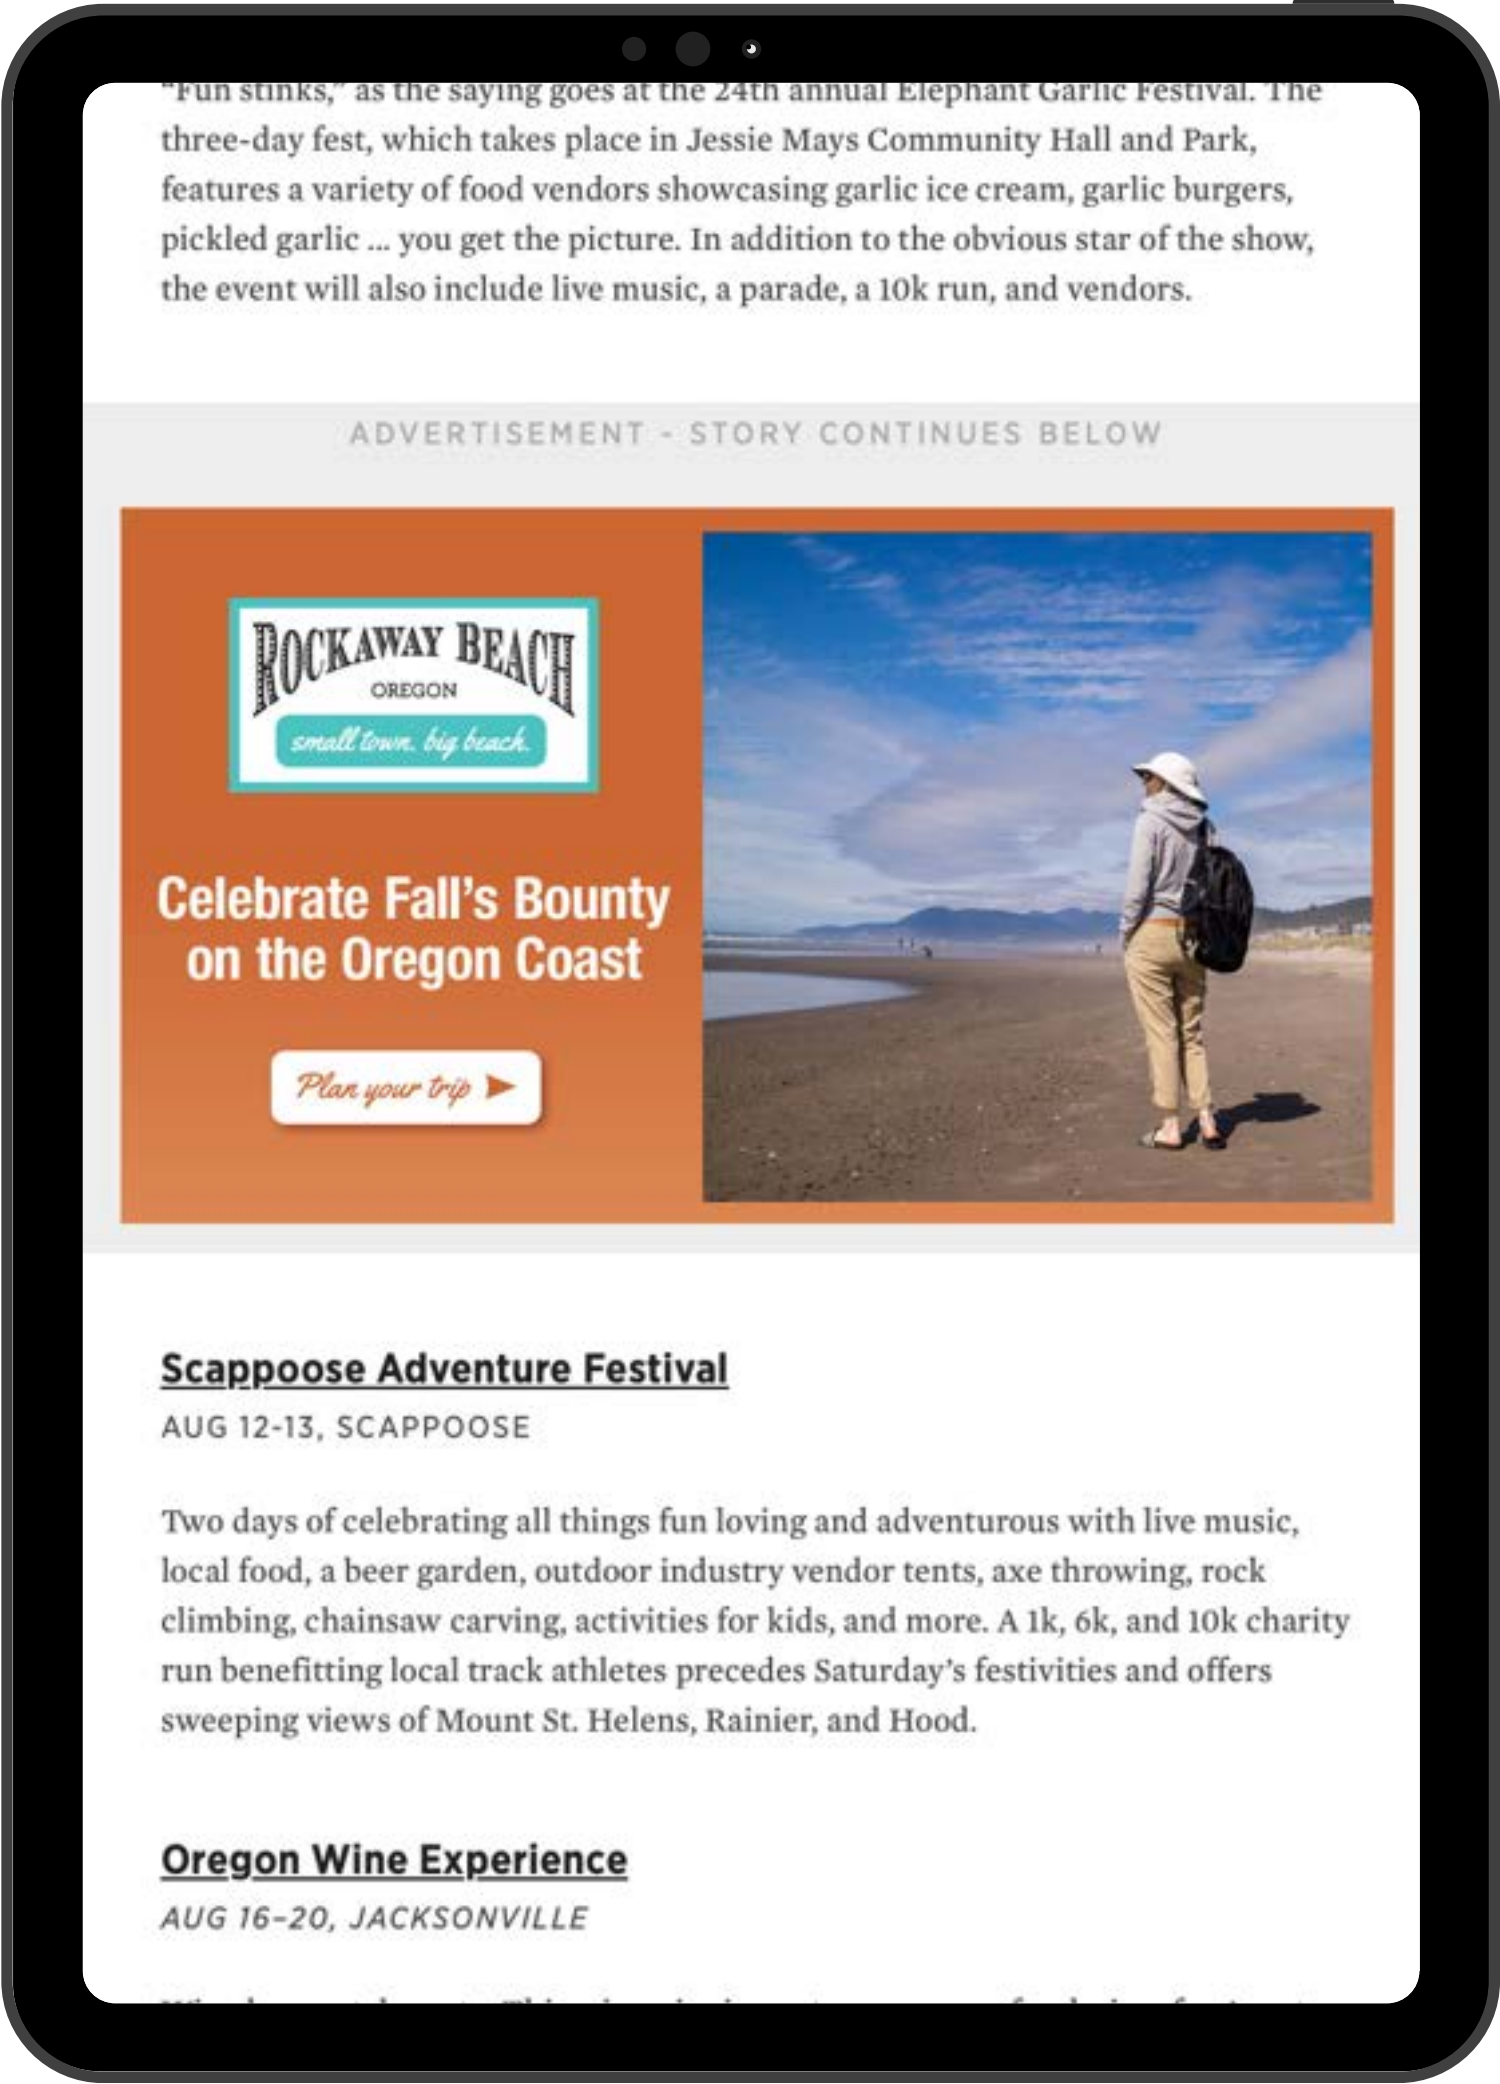 “Fun stinks,” as the saying goes at the 24th annual Elephant Garlic Festival. The
three-day fest, which takes place in Jessie Mays Community Hall and Park,
features a variety of food vendors showcasing garlic ice cream, garlic burgers,
pickled garlic ... you get the picture. In addition to the obvious star of the show,
the event will also include live music, a parade, a 10k run, and vendors.
ADVERTISEMENT - STORY CONTINUES BELOW
ROCKAWAY BEACH
OREGON
small town. big beach.
Celebrate Fall’s Bounty
on the Oregon Coast
Plan your trip
Scappoose Adventure Festival
AUG 12-13, SCAPPOOSE
Two days of celebrating all things fun loving and adventurous with live music,
local food, a beer garden, outdoor industry vendor tents, axe throwing, rock
climbing, chainsaw carving, activities for kids, and more. A 1k, 6k, and 10k charity
run benefitting local track athletes precedes Saturday’s festivities and offers
sweeping views of Mount St. Helens, Rainier, and Hood.
Oregon Wine Experience
AUG 16–20, JACKSONVILLE